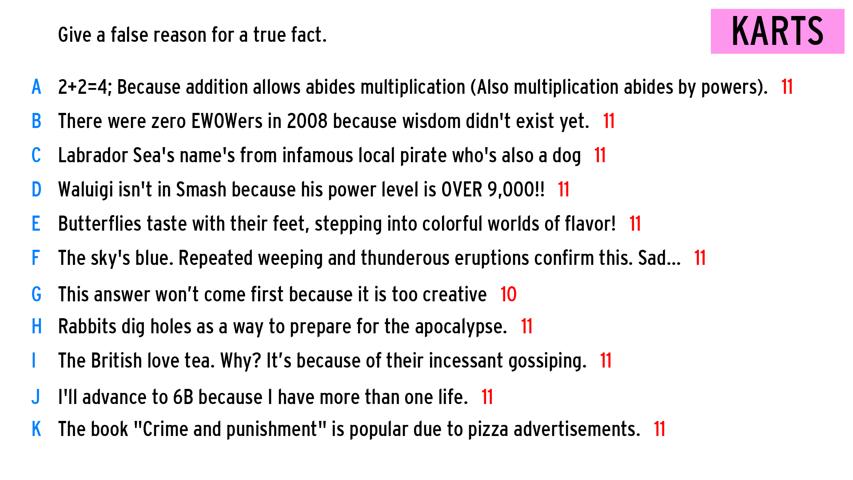 Give a false reason for a true fact.
KARTS
A 2+2=4; Because addition allows abides multiplication (Also multiplication abides by powers). 11
B There were zero EWOWers in 2008 because wisdom didn't exist yet. 11
C Labrador Sea's name's from infamous local pirate who's also a dog 11
D Waluigi isn't in Smash because his power level is OVER 9,000!! 11
E Butterflies taste with their feet, stepping into colorful worlds of flavor! 11
F The sky's blue. Repeated weeping and thunderous eruptions confirm this. Sad... 11
G This answer won’t come first because it is too creative 10
H Rabbits dig holes as a way to prepare for the apocalypse. 11
I The British love tea. Why? It’s because of their incessant gossiping. 11
J I'll advance to 6B because I have more than one life. 11
K The book "Crime and punishment" is popular due to pizza advertisements. 11